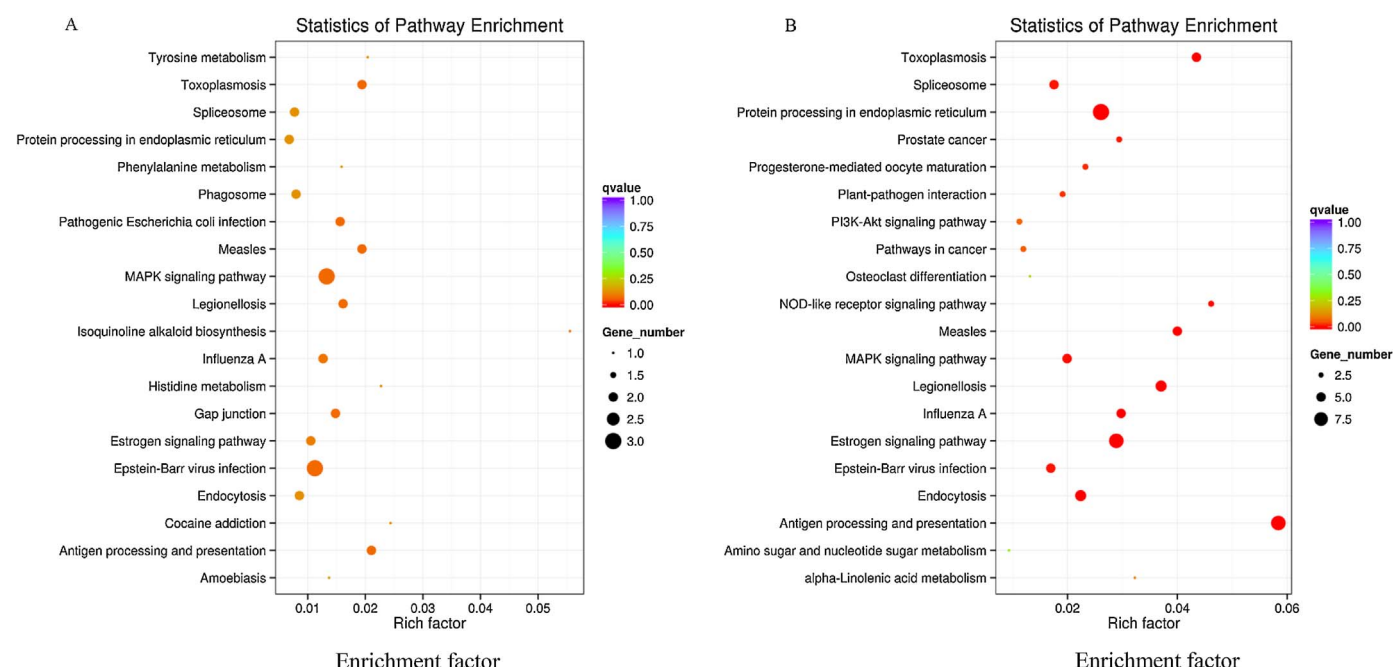 A
Statistics of Pathway Enrichment
Tyrosine metabolism
Toxoplasmosis
Spliceosome
Protein processing in endoplasmic reticulum
Phenylalanine metabolism
Phagosome
Pathogenic Escherichia coli infection
Measles
MAPK signaling pathway
Legionellosis
Isoquinoline alkaloid biosynthesis
Influenza A
Histidine metabolism
Gap junction
Estrogen signaling pathway
Epstein-Barr virus infection
Endocytosis
Cocaine addiction
Antigen processing and presentation
Amoebiasis
0.01 0.02 0.03 0.04 0.05
Rich factor
Enrichment factor
qvalue
1.00
0.75
0.50
0.25
0.00
Gene_number
1.0
1.5
2.0
2.5
3.0
B
Statistics of Pathway Enrichment
Toxoplasmosis
Spliceosome
Protein processing in endoplasmic reticulum
Prostate cancer
Progesterone-mediated oocyte maturation
Plant-pathogen interaction
PI3K-Akt signaling pathway
Pathways in cancer
Osteoclast differentiation
NOD-like receptor signaling pathway
Measles
MAPK signaling pathway
Legionellosis
Influenza A
Estrogen signaling pathway
Epstein-Barr virus infection
Endocytosis
Antigen processing and presentation
Amino sugar and nucleotide sugar metabolism
alpha-Linolenic acid metabolism
0.02 0.04 0.06
Rich factor
Enrichment factor
qvalue
1.00
0.75
0.50
0.25
0.00
Gene_number
2.5
5.0
7.5